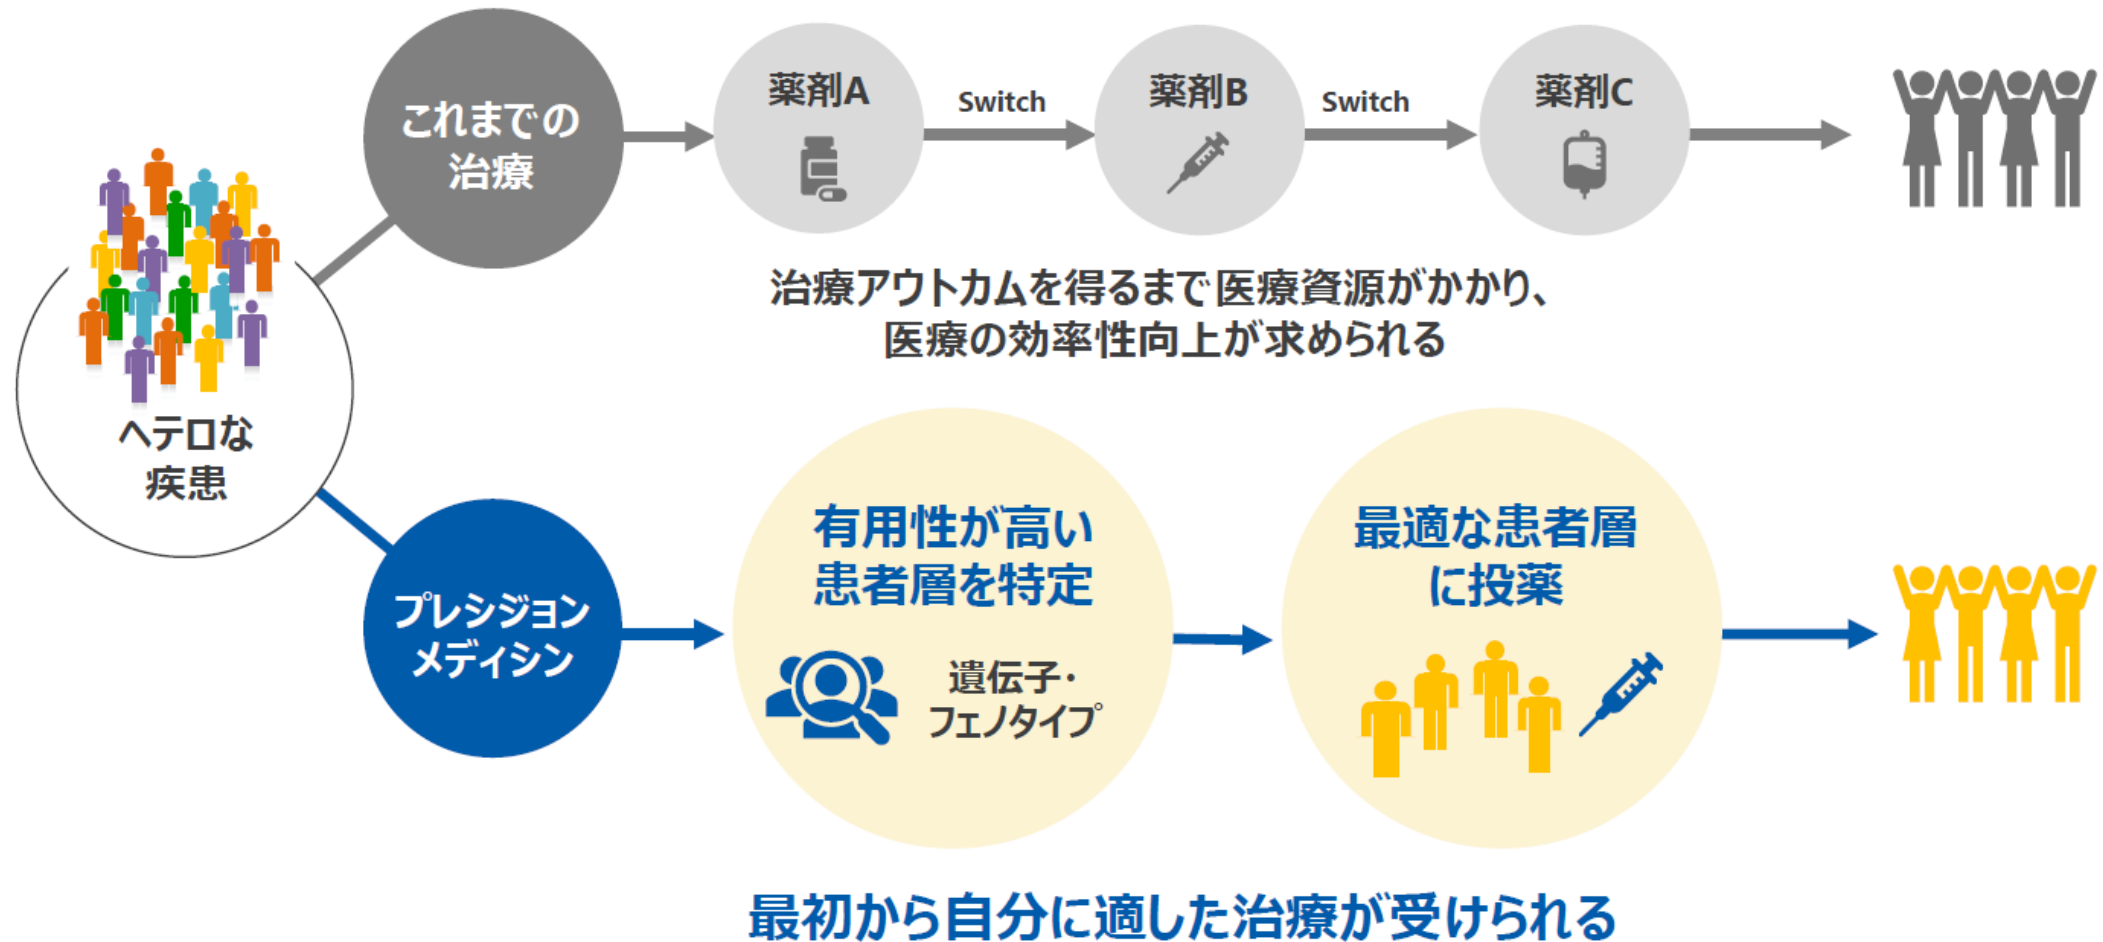 これまでの
治療
薬剤A
Switch
薬剤B
Switch
薬剤C
治療アウトカムを得るまで医療資源がかかり、
医療の効率性向上が求められる
ヘテロな
疾患
プレシジョン
メディシン
有用性が高い
患者層を特定
遺伝子・
フェノタイプ
最適な患者層
に投薬
最初から自分に適した治療が受けられる